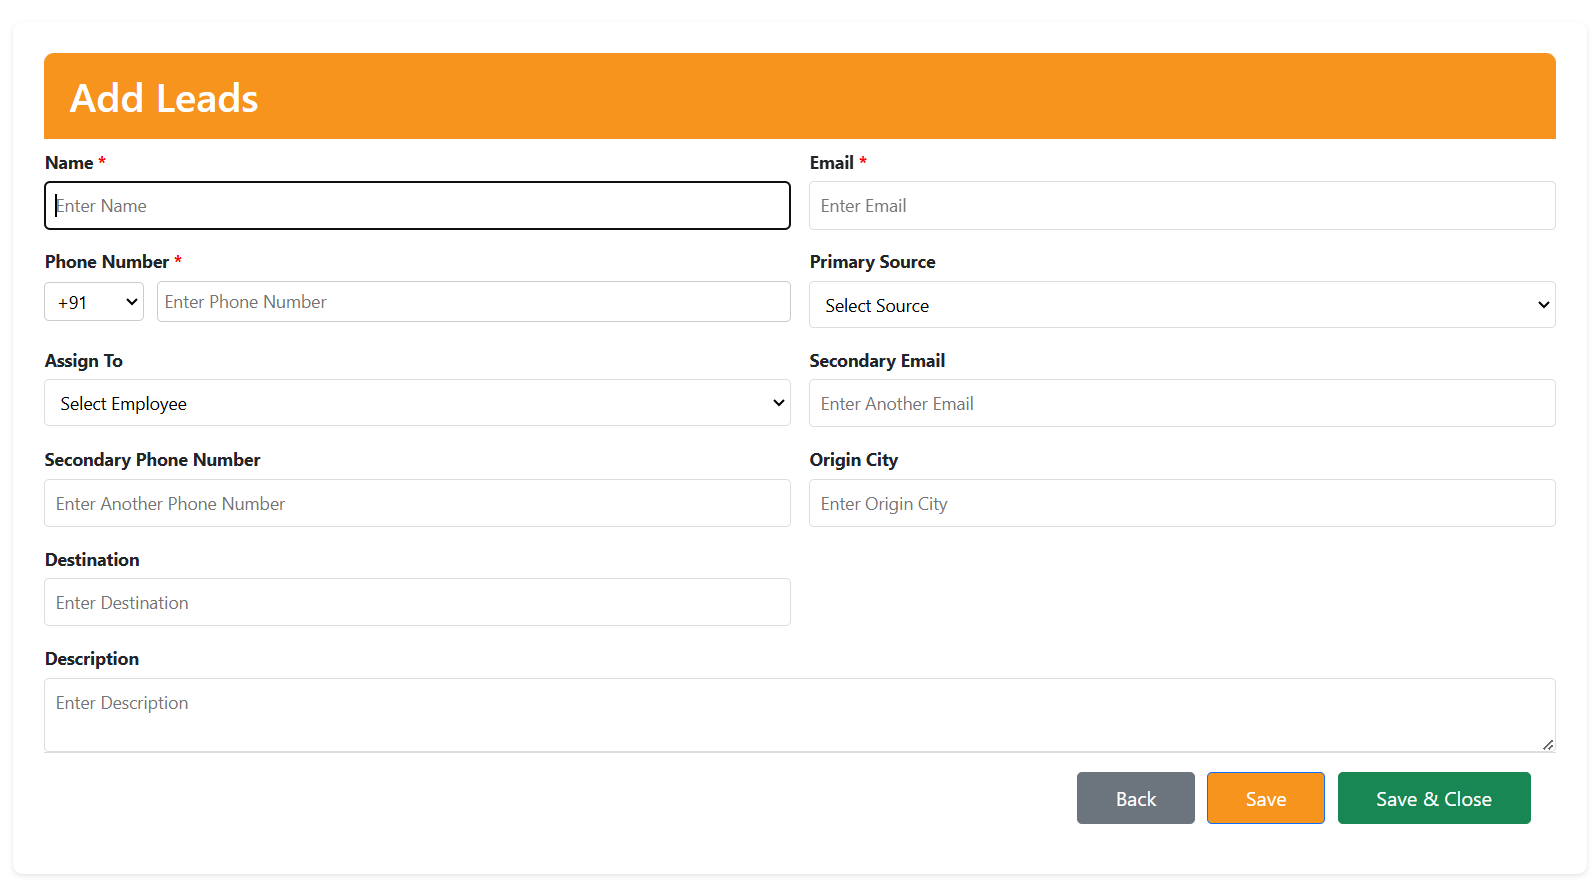 Add Leads
Name *
Email *
Enter Name
Enter Email
Phone Number *
Primary Source
+91
Enter Phone Number
Select Source
Assign To
Secondary Email
Select Employee
Enter Another Email
Secondary Phone Number
Origin City
Enter Another Phone Number
Enter Origin City
Destination
Enter Destination
Description
Enter Description
Back
Save
Save & Close